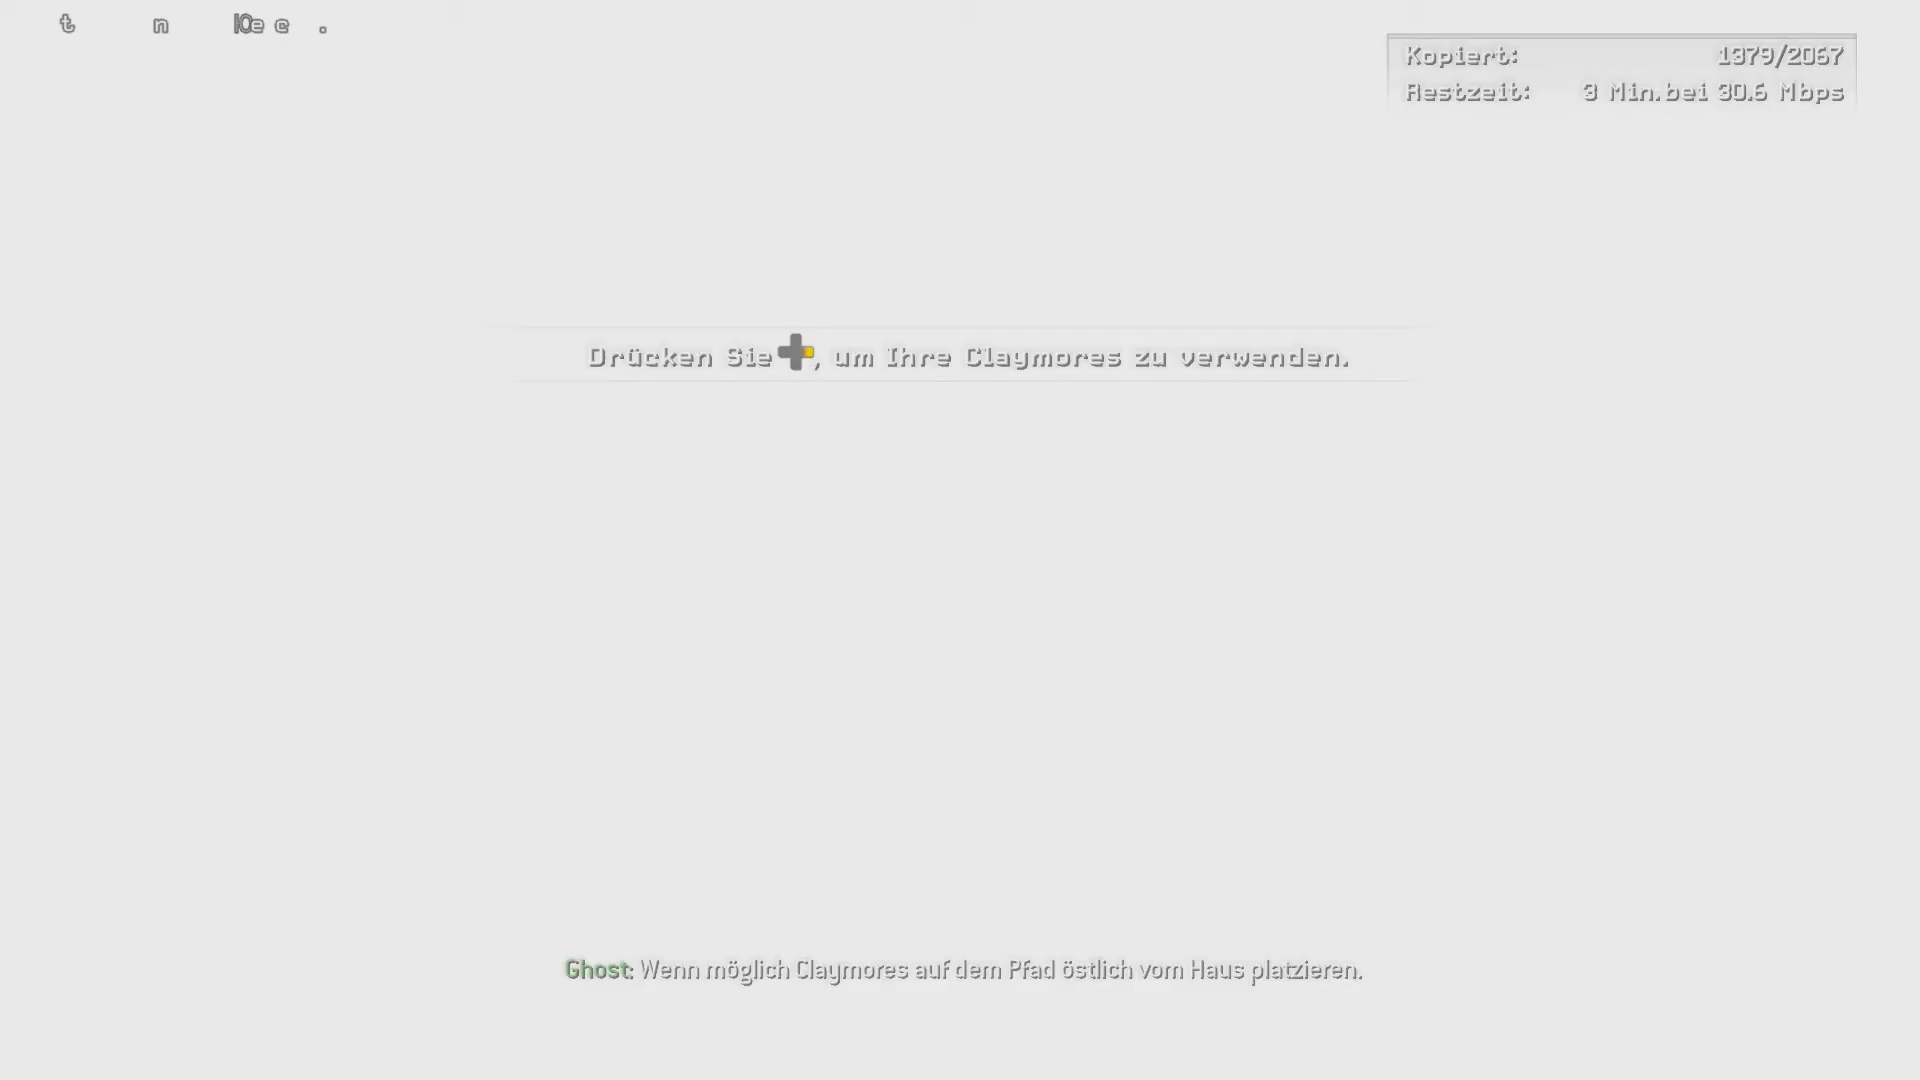 Kopiert: 1379/2067
Restzeit: 3 Min.bei 30.6 Mbps
Drücken Sie , um Ihre Claymores zu verwenden.
Ghost: Wenn möglich Claymores auf dem Pfad östlich vom Haus platzieren.